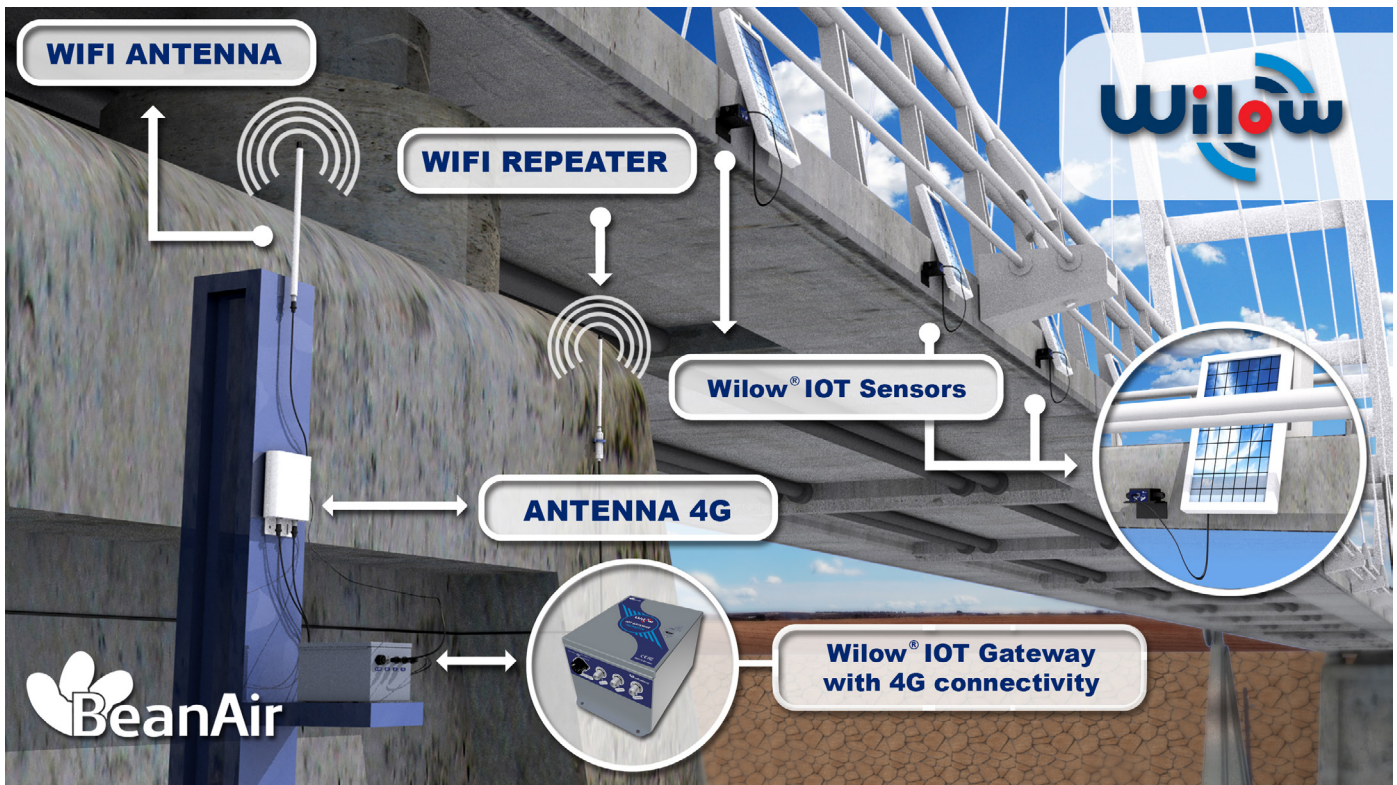 WIFI ANTENNA
Wilow
WIFI REPEATER
Wilow® IOT Sensors
ANTENNA 4G
Wilow® IOT Gateway
with 4G connectivity
BeanAir